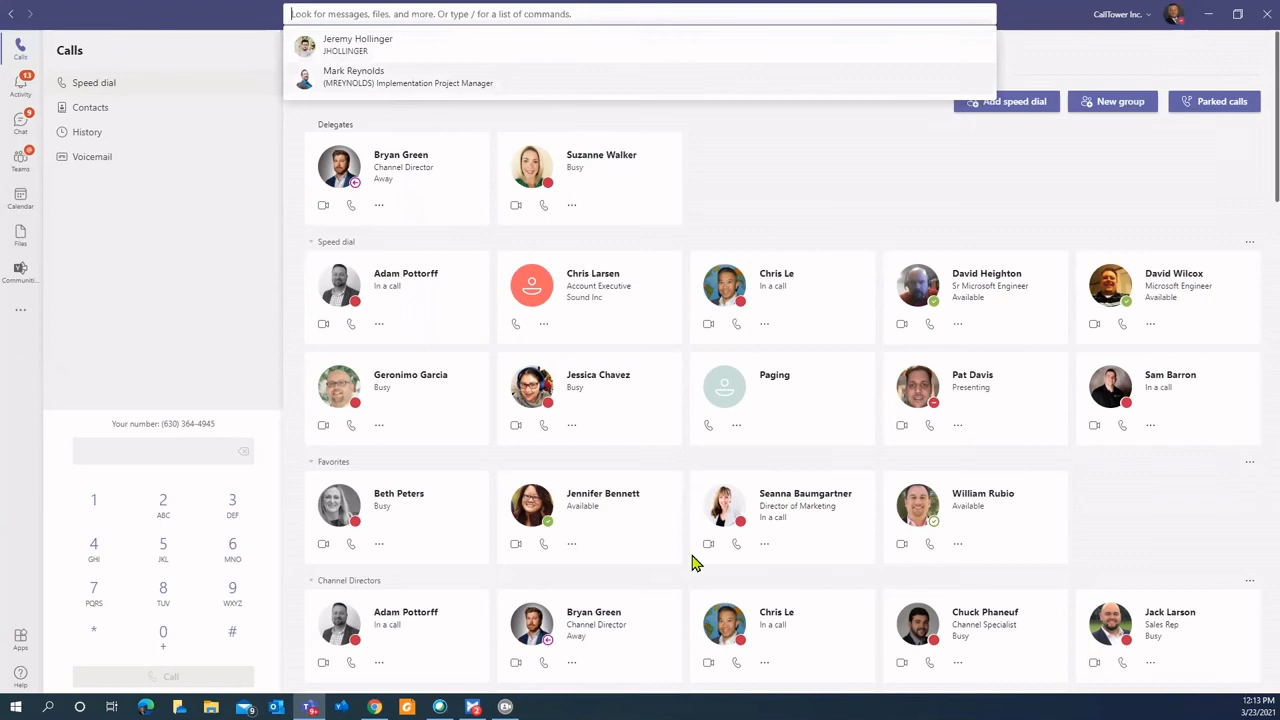 Look for messages, files, and more. Or type / for a list of commands.
CallTower Inc.
Jeremy Hollinger
JHOLLINGER
Mark Reynolds
(MREYNOLDS) Implementation Project Manager
Calls
13
Activity
9
Chat
@
Teams
Calendar
Files
Communiti...
Apps
Help
Calls
Speed dial
Contacts
History
Voicemail
Your number: (630) 364-4945
1
2
3
ABC
DEF
4
5
6
GHI
JKL
MNO
7
8
9
PQRS
TUV
WXYZ
*
0
#
+
Call
Add speed dial
New group
Parked calls
Delegates
Bryan Green
Channel Director
Away
Suzanne Walker
Busy
Speed dial
Adam Pottorff
In a call
Chris Larsen
Account Executive
Sound Inc
Chris Le
In a call
David Heighton
Sr Microsoft Engineer
Available
David Wilcox
Microsoft Engineer
Available
Geronimo Garcia
Busy
Jessica Chavez
Busy
Paging
Pat Davis
Presenting
Sam Barron
In a call
Favorites
Beth Peters
Busy
Jennifer Bennett
Available
Seanna Baumgartner
Director of Marketing
In a call
William Rubio
Available
Channel Directors
Adam Pottorff
In a call
Bryan Green
Channel Director
Away
Chris Le
In a call
Chuck Phaneuf
Channel Specialist
Busy
Jack Larson
Sales Rep
Busy
12:13 PM
3/23/2021